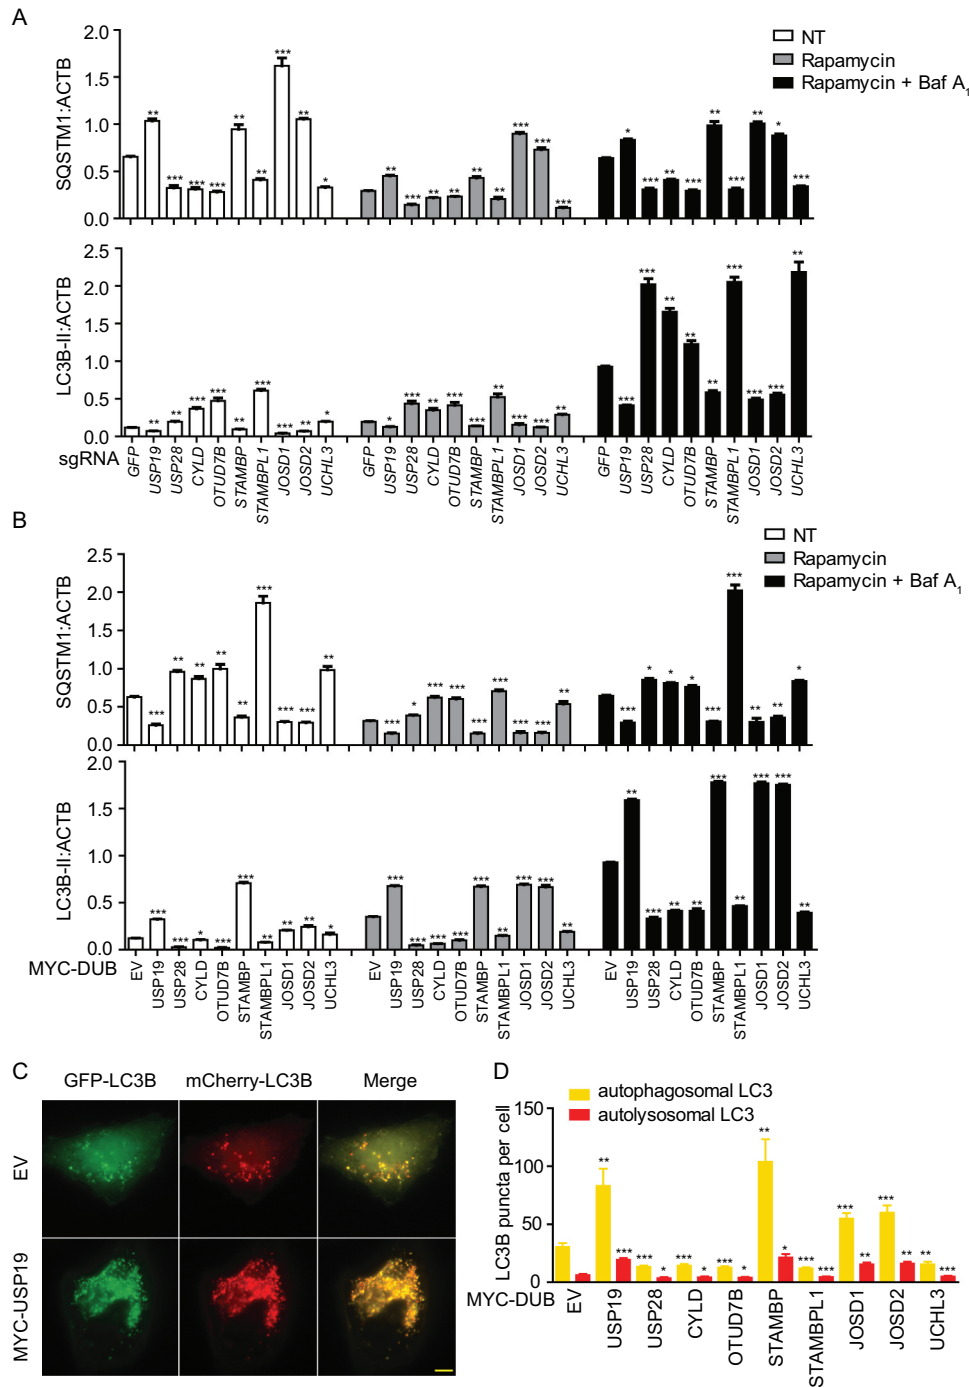 A
NT
Rapamycin
Rapamycin + Baf A1
SQSTM1:ACTB
2.0
1.5
1.0
0.5
0.0
*** ** ** ** *** *** *** ** *
*** *** ** ** ** ** *** ** ***
* *** ** *** ** *** ** * ***
LC3B-II:ACTB
2.5
2.0
1.5
1.0
0.5
0.0
** ** *** *** ** *** *** ** *
* *** *** *** *** ** *** *** **
*** ** *** ** ** *** ** *** ***
sgRNA
GFP USP19 USP28 CYLD OTUD7B STAMBP STAMBPL1 JOSD1 JOSD2 UCHL3
GFP USP19 USP28 CYLD OTUD7B STAMBP STAMBPL1 JOSD1 JOSD2 UCHL3
GFP USP19 USP28 CYLD OTUD7B STAMBP STAMBPL1 JOSD1 JOSD2 UCHL3
B
NT
Rapamycin
Rapamycin + Baf A1
SQSTM1:ACTB
2.5
2.0
1.5
1.0
0.5
0.0
*** ** ** ** ** *** *** *** **
*** * *** *** *** *** *** *** **
*** * * * *** *** ** ** *
LC3B-II:ACTB
2.0
1.5
1.0
0.5
0.0
*** *** * *** *** ** *** ** *
*** *** *** *** *** *** *** *** **
** *** ** ** *** ** *** *** **
MYC-DUB
EV USP19 USP28 CYLD OTUD7B STAMBP STAMBPL1 JOSD1 JOSD2 UCHL3
EV USP19 USP28 CYLD OTUD7B STAMBP STAMBPL1 JOSD1 JOSD2 UCHL3
EV USP19 USP28 CYLD OTUD7B STAMBP STAMBPL1 JOSD1 JOSD2 UCHL3
C
GFP-LC3B mCherry-LC3B Merge
EV
MYC-USP19
D
autophagosomal LC3
autolysosomal LC3
LC3B puncta per cell
150
100
50
0
** *** *** * *** * *** * ** * *** *** *** ** *** ** ** ***
MYC-DUB
EV USP19 USP28 CYLD OTUD7B STAMBP STAMBPL1 JOSD1 JOSD2 UCHL3